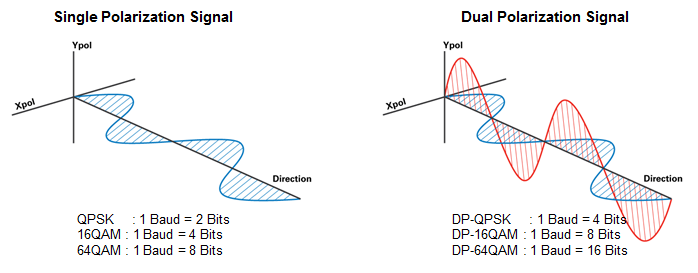 Single Polarization Signal
Ypol
Xpol
Direction
QPSK : 1 Baud = 2 Bits
16QAM : 1 Baud = 4 Bits
64QAM : 1 Baud = 8 Bits
Dual Polarization Signal
Ypol
Xpol
Direction
DP-QPSK : 1 Baud = 4 Bits
DP-16QAM : 1 Baud = 8 Bits
DP-64QAM : 1 Baud = 16 Bits